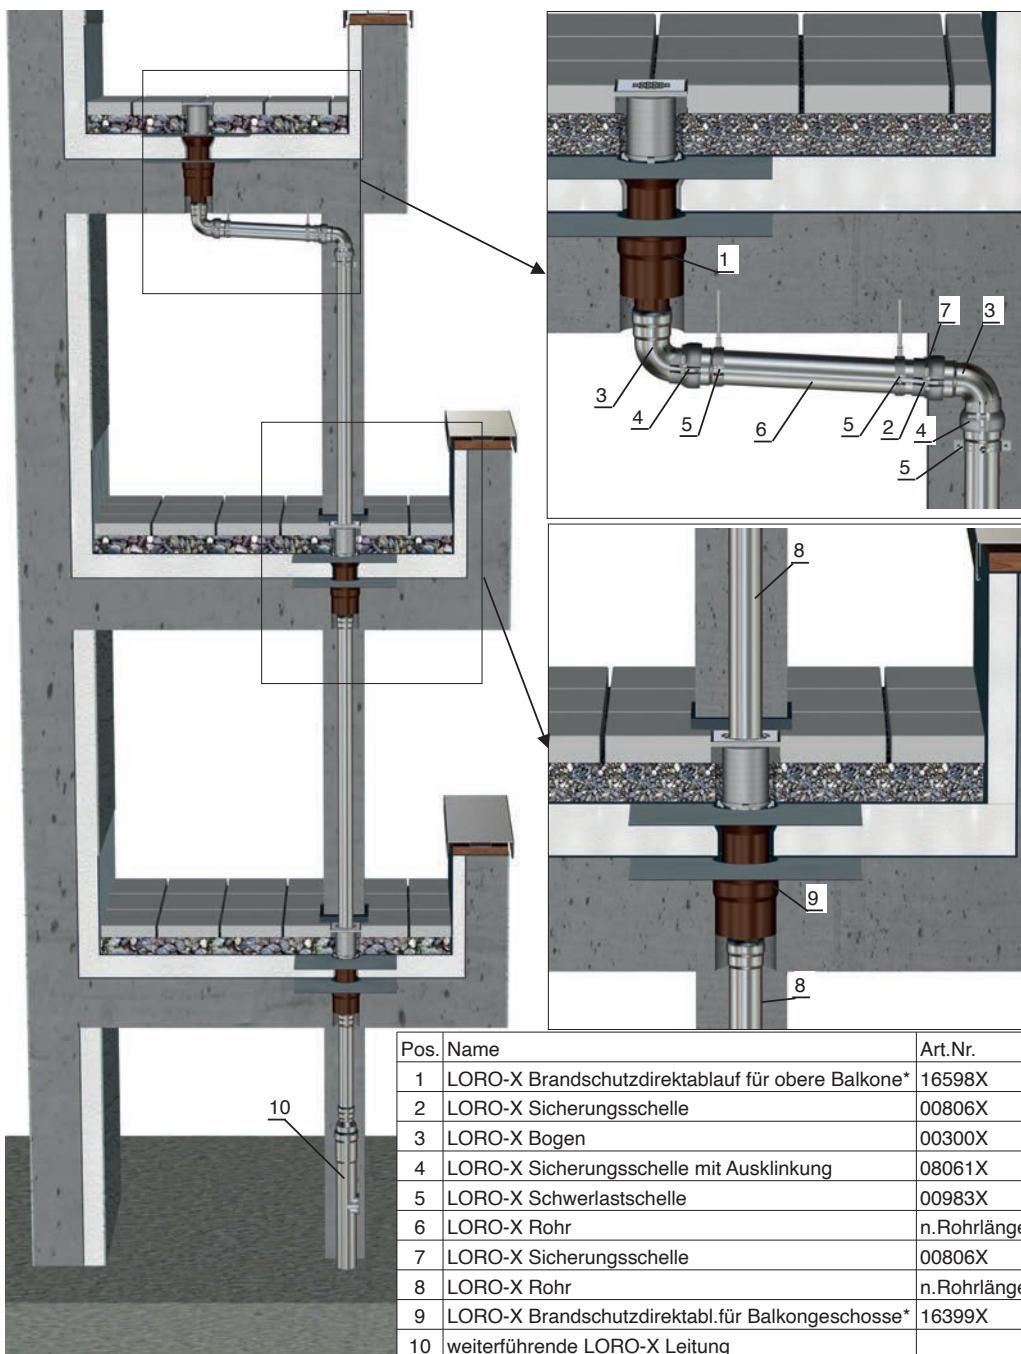 1
7
3
3
4
5
6
5
2
4
5
8
9
8
10
Pos. Name Art.Nr.
1 LORO-X Brandschutzdirektablauf für obere Balkone* 16598X
2 LORO-X Sicherungsschelle 00806X
3 LORO-X Bogen 00300X
4 LORO-X Sicherungsschelle mit Ausklinkung 08061X
5 LORO-X Schwerlastschelle 00983X
6 LORO-X Rohr n.Rohrlänge
7 LORO-X Sicherungsschelle 00806X
8 LORO-X Rohr n.Rohrlänge
9 LORO-X Brandschutzdirektabl.für Balkongeschosse* 16399X
10 weiterführende LORO-X Leitung